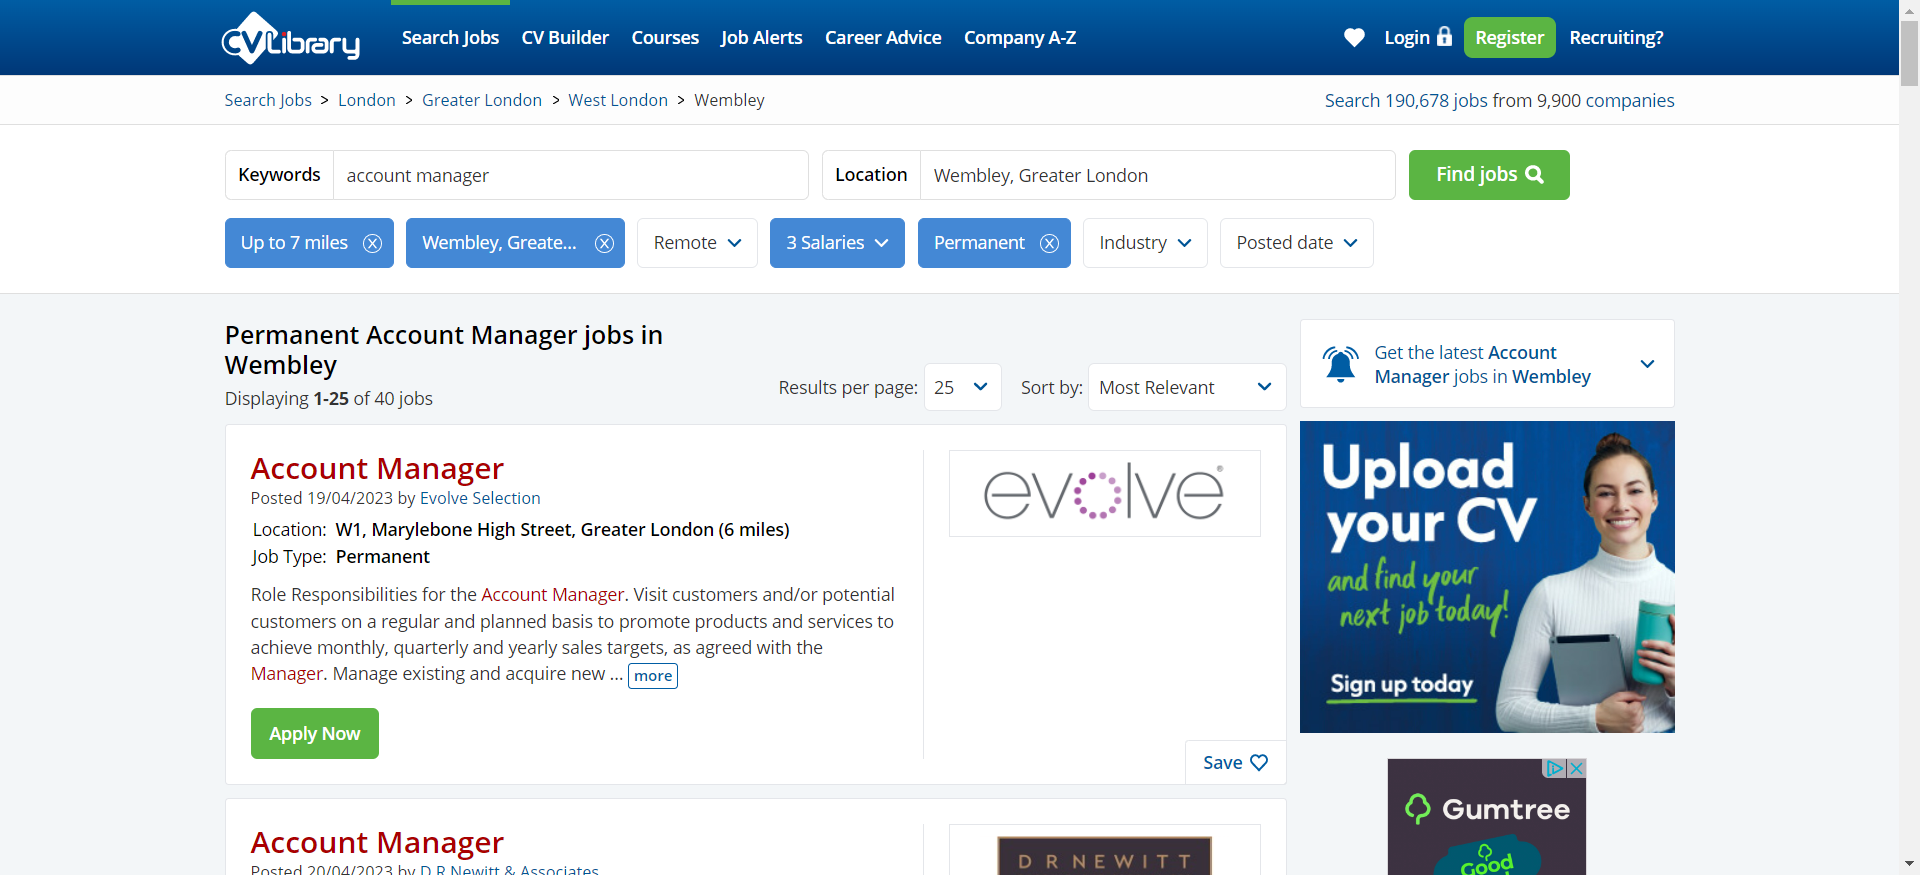 CVLibrary
Search Jobs
CV Builder
Courses
Job Alerts
Career Advice
Company A-Z
Login
Register
Recruiting?
Search Jobs > London > Greater London > West London > Wembley
Search 190,678 jobs from 9,900 companies
Keywords
account manager
Location
Wembley, Greater London
Find jobs
Up to 7 miles
Wembley, Greate...
Remote
3 Salaries
Permanent
Industry
Posted date
Permanent Account Manager jobs in
Wembley
Displaying 1-25 of 40 jobs
Results per page: 25
Sort by: Most Relevant
Get the latest Account
Manager jobs in Wembley
Account Manager
Posted 19/04/2023 by Evolve Selection
Location: W1, Marylebone High Street, Greater London (6 miles)
Job Type: Permanent
Role Responsibilities for the Account Manager. Visit customers and/or potential
customers on a regular and planned basis to promote products and services to
achieve monthly, quarterly and yearly sales targets, as agreed with the
Manager. Manage existing and acquire new ... more
Apply Now
evolve®
Save
Upload
your CV
and find your
next job today!
Sign up today
Gumtree
Good
Account Manager
Posted 20/04/2023 by D R Newitt & Associates
D R NEWITT